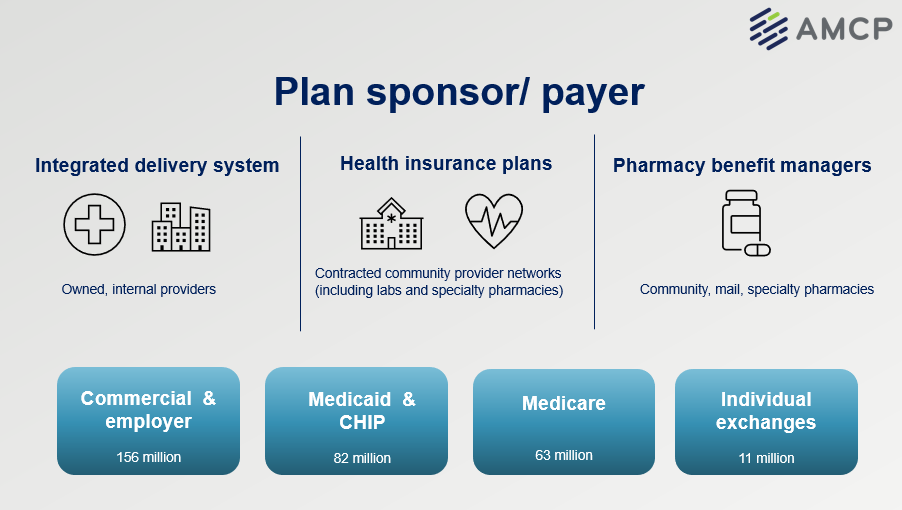 AMCP
Plan sponsor/ payer
Integrated delivery system
Owned, internal providers
Health insurance plans
Contracted community provider networks
(including labs and specialty pharmacies)
Pharmacy benefit managers
Community, mail, specialty pharmacies
Commercial &
employer
156 million
Medicaid &
CHIP
82 million
Medicare
63 million
Individual
exchanges
11 million